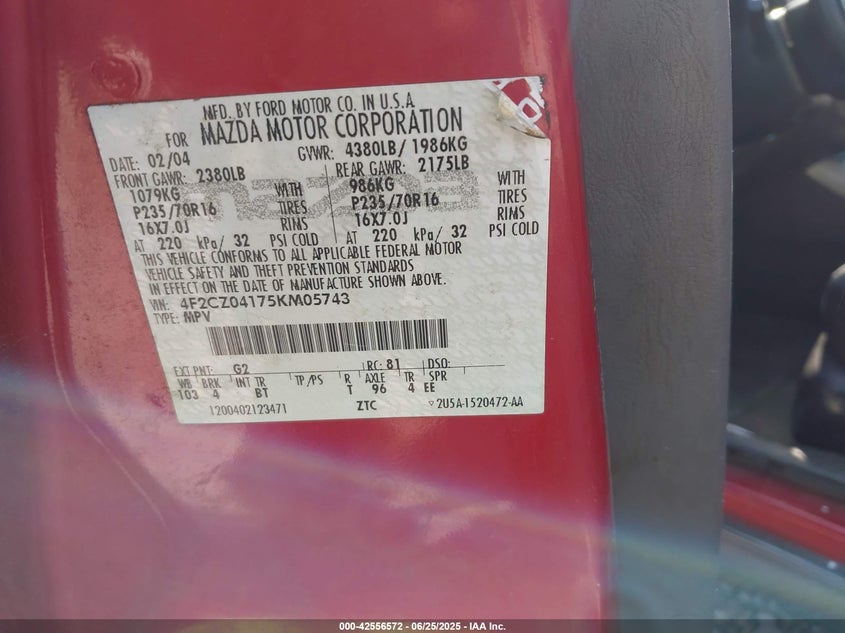 MFD. BY FORD MOTOR CO. IN U.S.A.
FOR MAZDA MOTOR CORPORATION
DATE: 02/04 GVWR: 4380LB/ 1986KG
FRONT GAWR: 2380LB REAR GAWR: 2175LB
1079KG WITH 986KG WITH
P235/70R16 TIRES P235/70R16 TIRES
16X7.0J RIMS 16X7.0J RIMS
AT 220 kPa/ 32 PSI COLD AT 220 kPa/ 32 PSI COLD
THIS VEHICLE CONFORMS TO ALL APPLICABLE FEDERAL MOTOR
VEHICLE SAFETY AND THEFT PREVENTION STANDARDS
IN EFFECT ON THE DATE OF MANUFACTURE SHOWN ABOVE.
VIN: 4F2CZ04175KM05743
TYPE: MPV
EXT PNT: G2 RC: 81 DSO:
WB BRK INT TR TP/PS R AXLE TR SPR
103 4 BT T 96 4 EE
1200402123471 ZTC ▽ 2U5A-1520472-AA
000-42556572 | 06/25/2025 - IAA Inc.